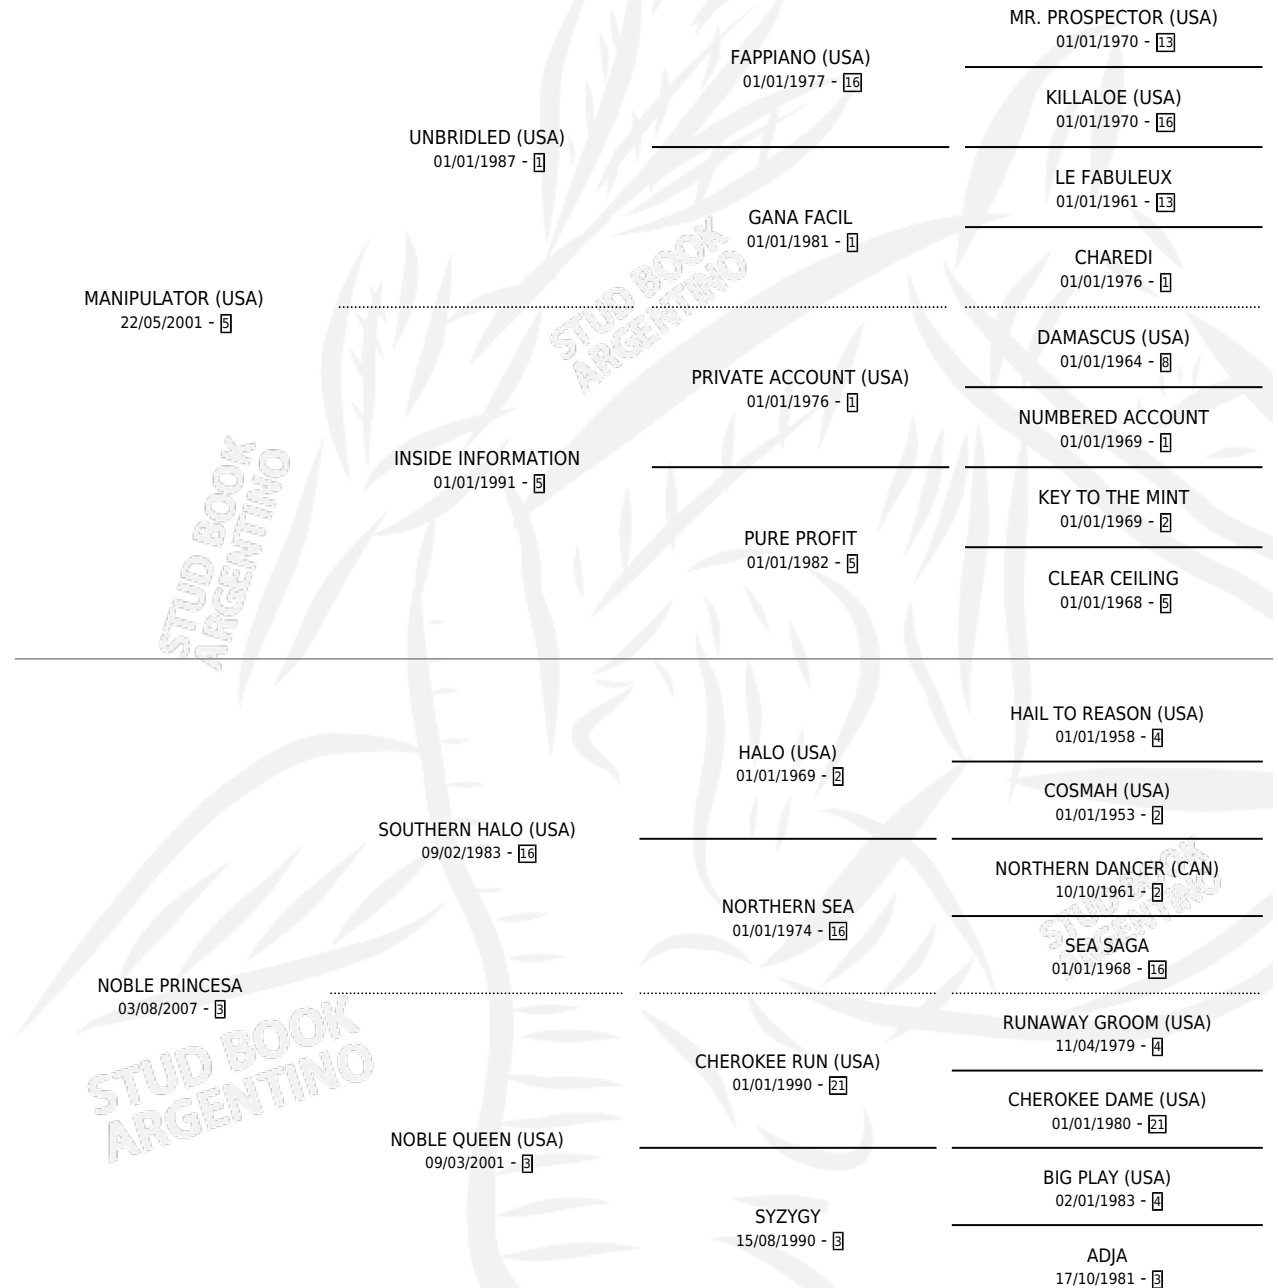 MR. PROSPECTOR (USA)
01/01/1970 - 13
FAPPIANO (USA)
01/01/1977 - 16
KILLALOE (USA)
01/01/1970 - 16
UNBRIDLED (USA)
01/01/1987 - 1
LE FABULEUX
01/01/1961 - 13
GANA FACIL
01/01/1981 - 1
CHAREDI
01/01/1976 - 1
MANIPULATOR (USA)
22/05/2001 - 5
DAMASCUS (USA)
01/01/1964 - 8
PRIVATE ACCOUNT (USA)
01/01/1976 - 1
NUMBERED ACCOUNT
01/01/1969 - 1
INSIDE INFORMATION
01/01/1991 - 5
KEY TO THE MINT
01/01/1969 - 2
PURE PROFIT
01/01/1982 - 5
CLEAR CEILING
01/01/1968 - 5
HAIL TO REASON (USA)
01/01/1958 - 4
HALO (USA)
01/01/1969 - 2
COSMAH (USA)
01/01/1953 - 2
SOUTHERN HALO (USA)
09/02/1983 - 16
NORTHERN DANCER (CAN)
10/10/1961 - 2
NORTHERN SEA
01/01/1974 - 16
SEA SAGA
01/01/1968 - 16
NOBLE PRINCESA
03/08/2007 - 3
RUNAWAY GROOM (USA)
11/04/1979 - 4
CHEROKEE RUN (USA)
01/01/1990 - 21
CHEROKEE DAME (USA)
01/01/1980 - 21
NOBLE QUEEN (USA)
09/03/2001 - 3
BIG PLAY (USA)
02/01/1983 - 4
SYZYGY
15/08/1990 - 3
ADJA
17/10/1981 - 3
STUD BOOK
ARGENTINO
STUD BOOK
ARGENTINO
STUD BOOK
ARGENTINO
STUD BOOK
ARGENTINO